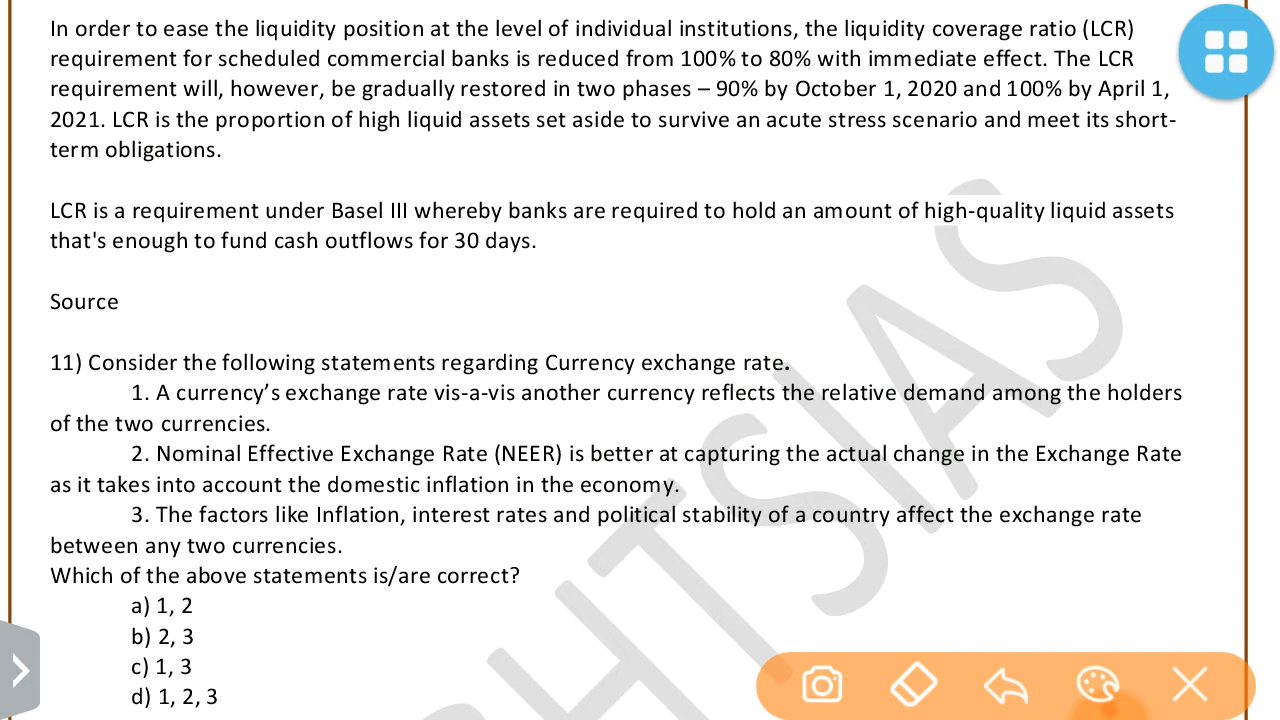 In order to ease the liquidity position at the level of individual institutions, the liquidity coverage ratio (LCR)
requirement for scheduled commercial banks is reduced from 100% to 80% with immediate effect. The LCR
requirement will, however, be gradually restored in two phases – 90% by October 1, 2020 and 100% by April 1,
2021. LCR is the proportion of high liquid assets set aside to survive an acute stress scenario and meet its short-
term obligations.
LCR is a requirement under Basel III whereby banks are required to hold an amount of high-quality liquid assets
that's enough to fund cash outflows for 30 days.
Source
11) Consider the following statements regarding Currency exchange rate.
1. A currency’s exchange rate vis-a-vis another currency reflects the relative demand among the holders
of the two currencies.
2. Nominal Effective Exchange Rate (NEER) is better at capturing the actual change in the Exchange Rate
as it takes into account the domestic inflation in the economy.
3. The factors like Inflation, interest rates and political stability of a country affect the exchange rate
between any two currencies.
Which of the above statements is/are correct?
a) 1, 2
b) 2, 3
c) 1, 3
d) 1, 2, 3
HTSIAS